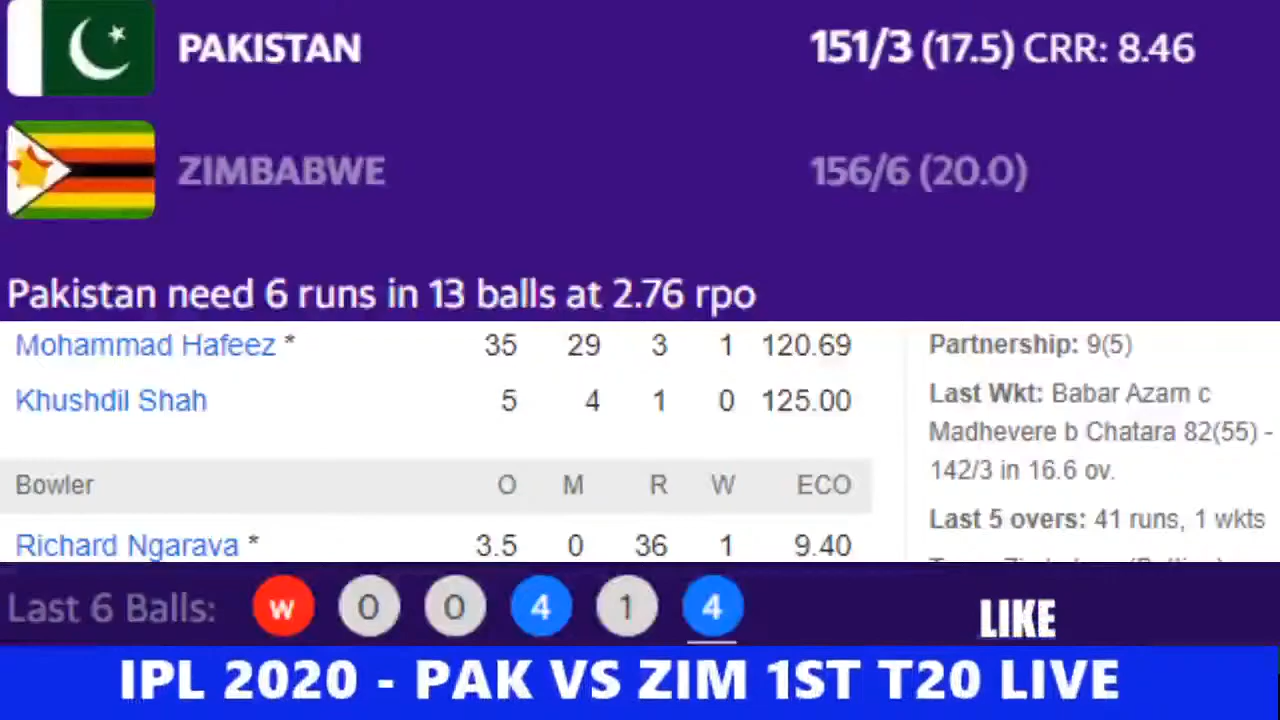 PAKISTAN 151/3 (17.5) CRR: 8.46
ZIMBABWE 156/6 (20.0)
Pakistan need 6 runs in 13 balls at 2.76 rpo
Mohammad Hafeez * 35 29 3 1 120.69
Khushdil Shah 5 4 1 0 125.00
Bowler O M R W ECO
Richard Ngarava * 3.5 0 36 1 9.40
Partnership: 9(5)
Last Wkt: Babar Azam c
Madhevere b Chatara 82(55) -
142/3 in 16.6 ov.
Last 5 overs: 41 runs, 1 wkts
Last 6 Balls: w 0 0 4 1 4
LIKE
IPL 2020 - PAK VS ZIM 1ST T20 LIVE